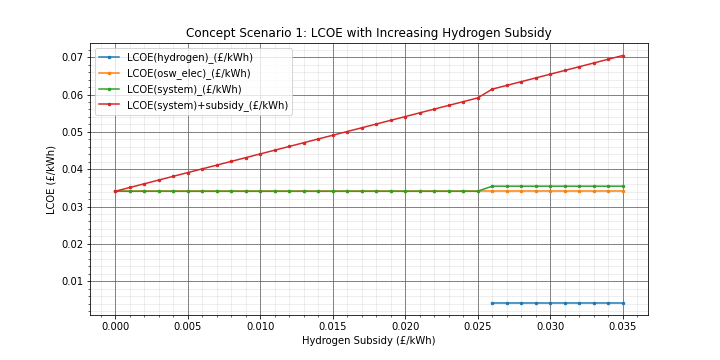 Concept Scenario 1: LCOE with Increasing Hydrogen Subsidy
LCOE(hydrogen)_(£/kWh)
LCOE(osw_elec)_(£/kWh)
LCOE(system)_(£/kWh)
LCOE(system)+subsidy_(£/kWh)
LCOE (£/kWh)
0.07
0.06
0.05
0.04
0.03
0.02
0.01
0.000 0.005 0.010 0.015 0.020 0.025 0.030 0.035
Hydrogen Subsidy (£/kWh)